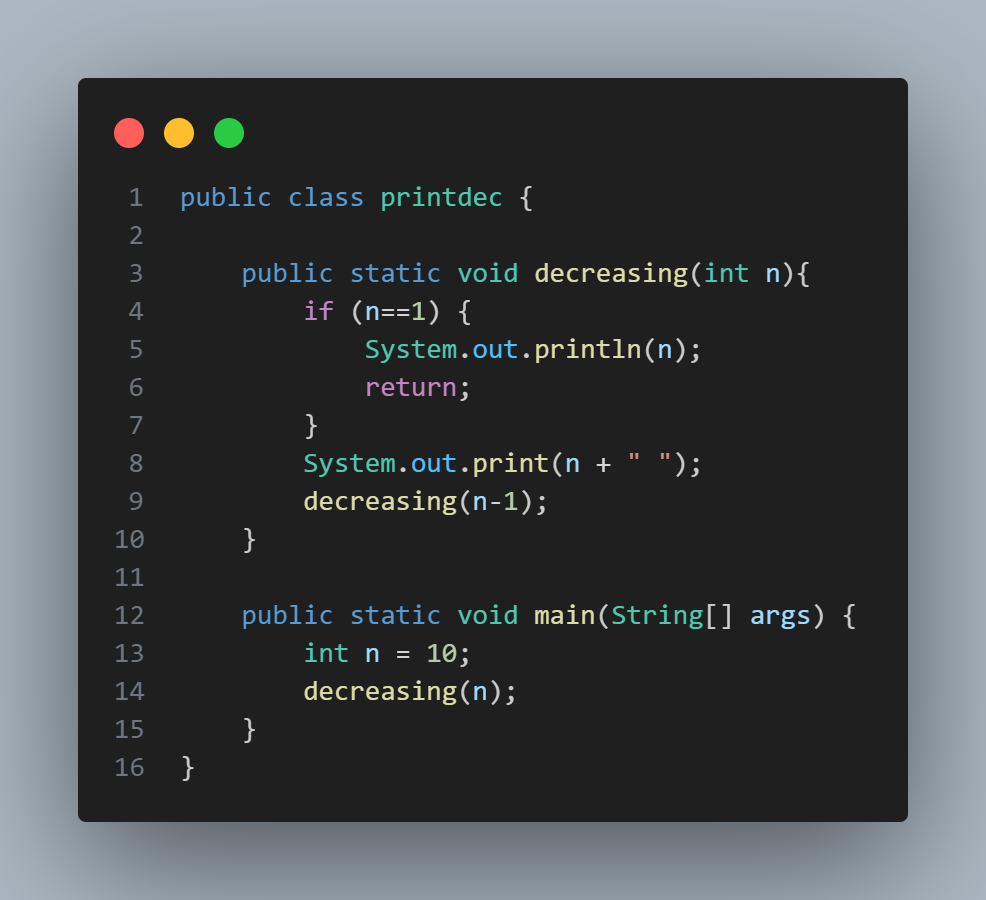 1 public class printdec {
2
3     public static void decreasing(int n){
4         if (n==1) {
5             System.out.println(n);
6             return;
7         }
8         System.out.print(n + " ");
9         decreasing(n-1);
10     }
11
12     public static void main(String[] args) {
13         int n = 10;
14         decreasing(n);
15     }
16 }